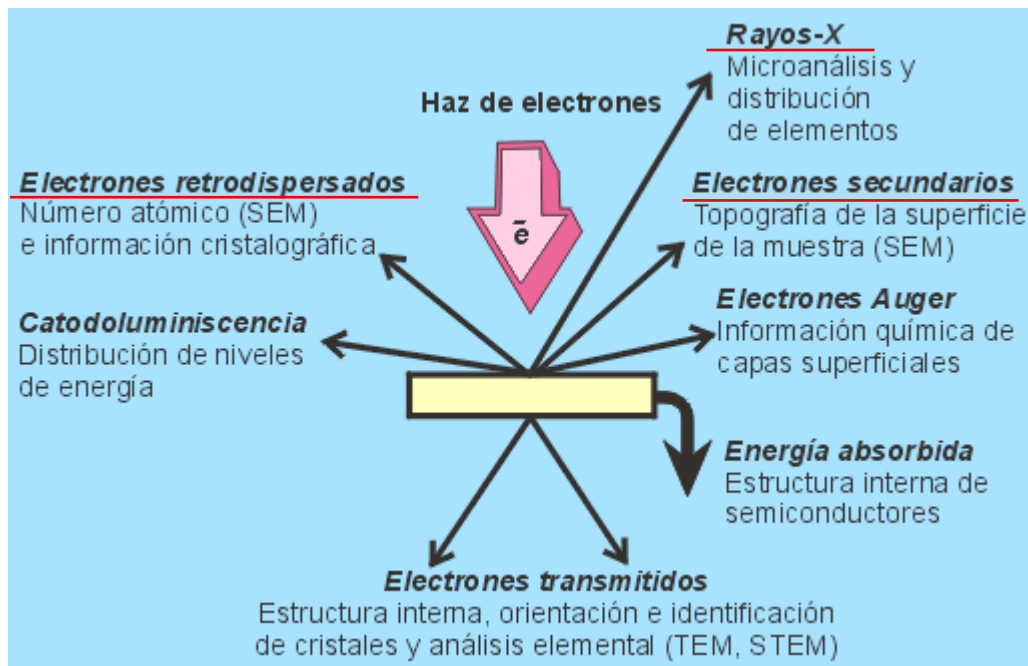 Rayos-X
Microanálisis y
distribución
de elementos
Haz de electrones
ē
Electrones retrodispersados
Número atómico (SEM)
e información cristalográfica
Electrones secundarios
Topografía de la superficie
de la muestra (SEM)
Catodoluminiscencia
Distribución de niveles
de energía
Electrones Auger
Información química de
capas superficiales
Energía absorbida
Estructura interna de
semiconductores
Electrones transmitidos
Estructura interna, orientación e identificación
de cristales y análisis elemental (TEM, STEM)